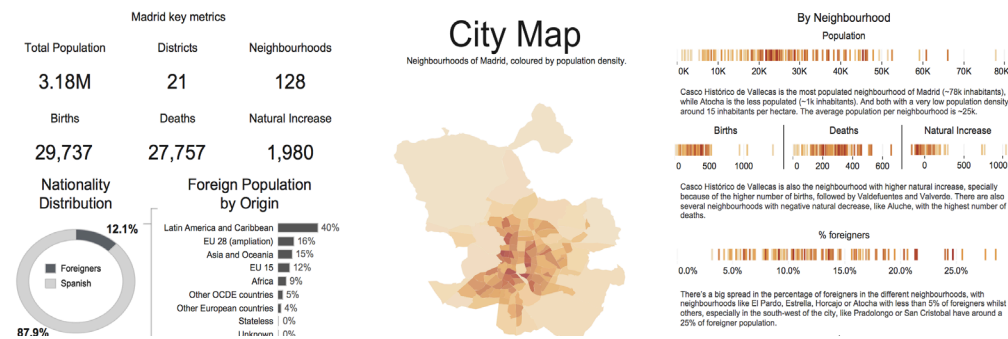 Madrid key metrics
Total Population Districts Neighbourhoods
3.18M 21 128
Births Deaths Natural Increase
29,737 27,757 1,980
Nationality
Distribution
12.1%
Foreigners
Spanish
87.9%
Foreign Population
by Origin
Latin America and Caribbean 40%
EU 28 (ampliation) 16%
Asia and Oceania 15%
EU 15 12%
Africa 9%
Other OCDE countries 5%
Other European countries 4%
Stateless 0%
Unknown 0%
City Map
Neighbourhoods of Madrid, coloured by population density.
By Neighbourhood
Population
0K 10K 20K 30K 40K 50K 60K 70K 80K
Casco Histórico de Vallecas is the most populated neighbourhood of Madrid (~78k inhabitants),
while Atocha is the less populated (~1k inhabitants). And both with a very low population density
around 15 inhabitants per hectare. The average population per neighbourhood is ~25k.
Births Deaths Natural Increase
0 500 1000 0 200 400 600 0 500 1000
Casco Histórico de Vallecas is also the neighbourhood with higher natural increase, specially
because of the higher number of births, followed by Valdefuentes and Valverde. There are also
several neighbourhoods with negative natural decrease, like Aluche, with the highest number of
deaths.
% foreigners
0.0% 5.0% 10.0% 15.0% 20.0% 25.0%
There's a big spread in the percentage of foreigners in the different neighbourhoods, with
neighbourhoods like El Pardo, Estrella, Horcajo or Atocha with less than 5% of foreigners whilst
others, especially in the south-west of the city, like Pradolongo or San Cristobal have around a
25% of foreigner population.